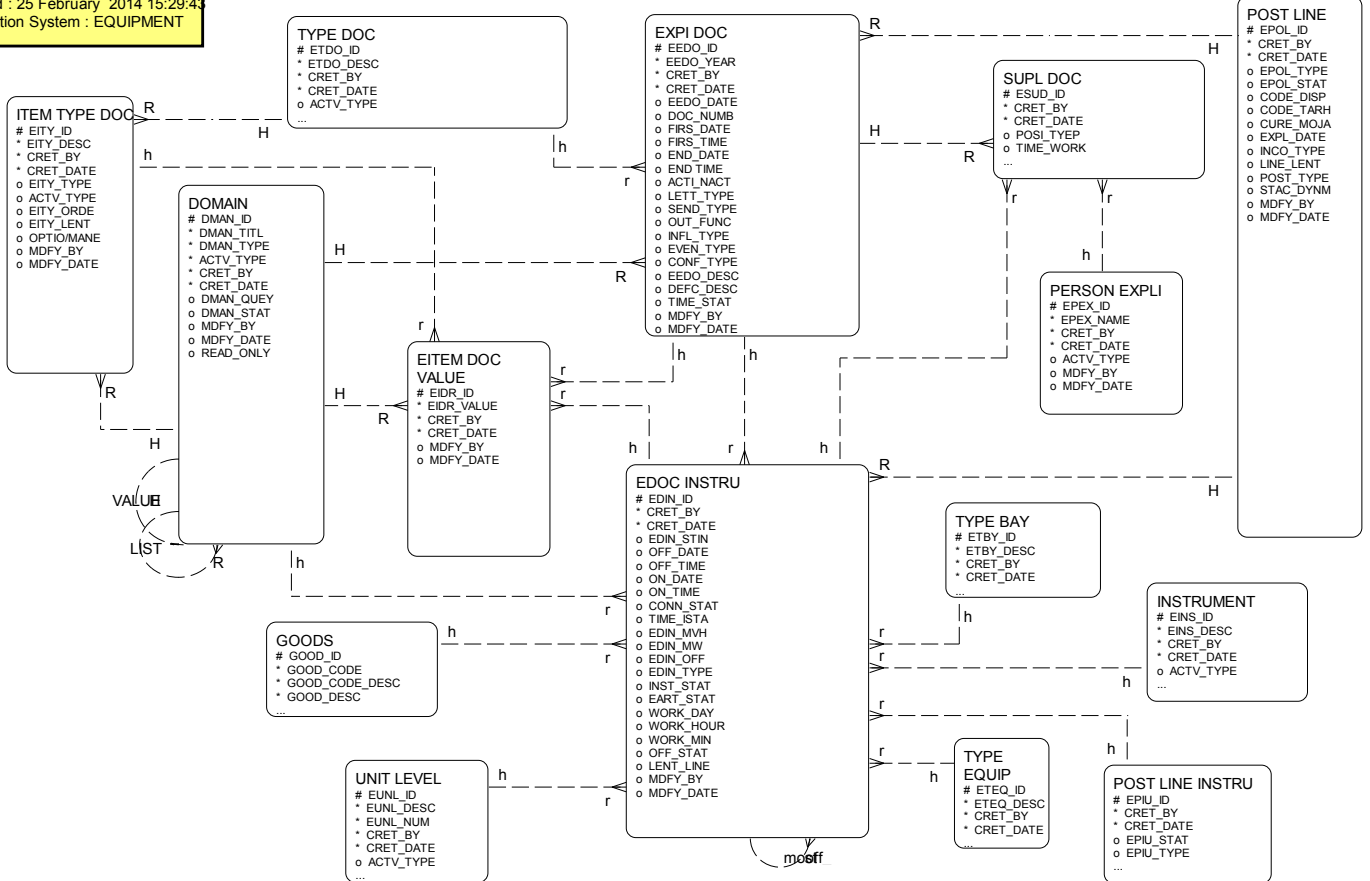 d : 25 February 2014 15:29:43
tion System : EQUIPMENT
TYPE DOC
# ETDO_ID
* ETDO_DESC
* CRET_BY
* CRET_DATE
o ACTV_TYPE
...
EXPI DOC
# EEDO_ID
* EEDO_YEAR
* CRET_BY
* CRET_DATE
o EEDO_DATE
o DOC_NUMB
o FIRS_DATE
o FIRS_TIME
o END_DATE
o END TIME
o ACTI_NACT
o LETT_TYPE
o SEND_TYPE
o OUT_FUNC
o INFL_TYPE
o EVEN_TYPE
o CONF_TYPE
o EEDO_DESC
o DEFC_DESC
o TIME_STAT
o MDFY_BY
o MDFY_DATE
POST LINE
# EPOL_ID
* CRET_BY
* CRET_DATE
o EPOL_TYPE
o EPOL_STAT
o CODE_DISP
o CODE_TARH
o CURE_MOJA
o EXPL_DATE
o INCO_TYPE
o LINE_LENT
o POST_TYPE
o STAC_DYNM
o MDFY_BY
o MDFY_DATE
SUPL DOC
# ESUD_ID
* CRET_BY
* CRET_DATE
o POSI_TYEP
o TIME_WORK
...
ITEM TYPE DOC
# EITY_ID
* EITY_DESC
* CRET_BY
* CRET_DATE
o EITY_TYPE
o ACTV_TYPE
o EITY_ORDE
o EITY_LENT
o OPTIO/MANE
o MDFY_BY
o MDFY_DATE
DOMAIN
# DMAN_ID
* DMAN_TITL
* DMAN_TYPE
* ACTV_TYPE
* CRET_BY
* CRET_DATE
o DMAN_QUEY
o DMAN_STAT
o MDFY_BY
o MDFY_DATE
o READ_ONLY
PERSON EXPLI
# EPEX_ID
* EPEX_NAME
* CRET_BY
* CRET_DATE
o ACTV_TYPE
o MDFY_BY
o MDFY_DATE
EITEM DOC
VALUE
# EIDR_ID
* EIDR_VALUE
* CRET_BY
* CRET_DATE
o MDFY_BY
o MDFY_DATE
EDOC INSTRU
# EDIN_ID
* CRET_BY
* CRET_DATE
o EDIN_STIN
o OFF_DATE
o OFF_TIME
o ON_DATE
o ON_TIME
o CONN_STAT
o TIME_ISTA
o EDIN_MVH
o EDIN_MW
o EDIN_OFF
o EDIN_TYPE
o INST_STAT
o EART_STAT
o WORK_DAY
o WORK_HOUR
o WORK_MIN
o OFF_STAT
o LENT_LINE
o MDFY_BY
o MDFY_DATE
TYPE BAY
# ETBY_ID
* ETBY_DESC
* CRET_BY
* CRET_DATE
...
INSTRUMENT
# EINS_ID
* EINS_DESC
* CRET_BY
* CRET_DATE
o ACTV_TYPE
...
GOODS
# GOOD_ID
* GOOD_CODE
* GOOD_CODE_DESC
* GOOD_DESC
...
UNIT LEVEL
# EUNL_ID
* EUNL_DESC
* EUNL_NUM
* CRET_BY
* CRET_DATE
o ACTV_TYPE
...
TYPE
EQUIP
# ETEQ_ID
* ETEQ_DESC
* CRET_BY
* CRET_DATE
...
POST LINE INSTRU
# EPIU_ID
* CRET_BY
* CRET_DATE
o EPIU_STAT
o EPIU_TYPE
...
R
H
h
r
R
H
H
R
h
r
H
R
r
r
h
h
r
r
h
h
r
h
H
R
R
H
VALUE
LIST
R
h
r
h
r
h
r
R
H
r
h
r
h
r
h
r
h